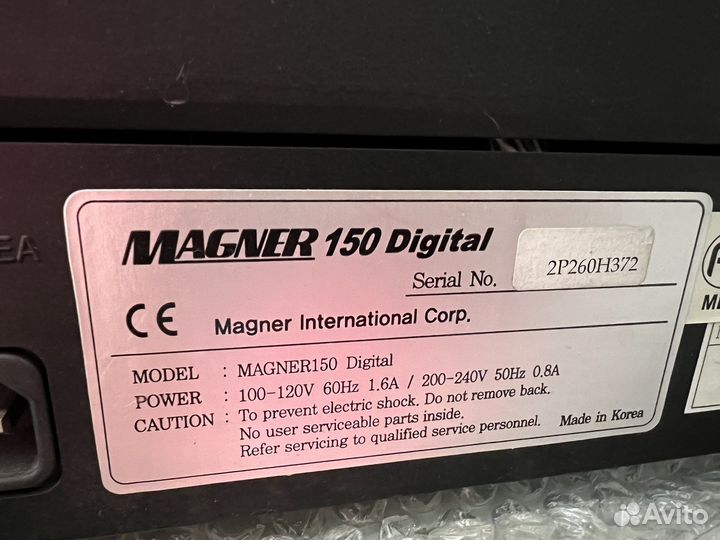 EA
MAGNER 150 Digital
Serial No. 2P260H372
CE Magner International Corp.
MODEL : MAGNER150 Digital
POWER : 100-120V 60Hz 1.6A / 200-240V 50Hz 0.8A
CAUTION : To prevent electric shock. Do not remove back.
No user serviceable parts inside.
Refer servicing to qualified service personnel. Made in Korea
Avito